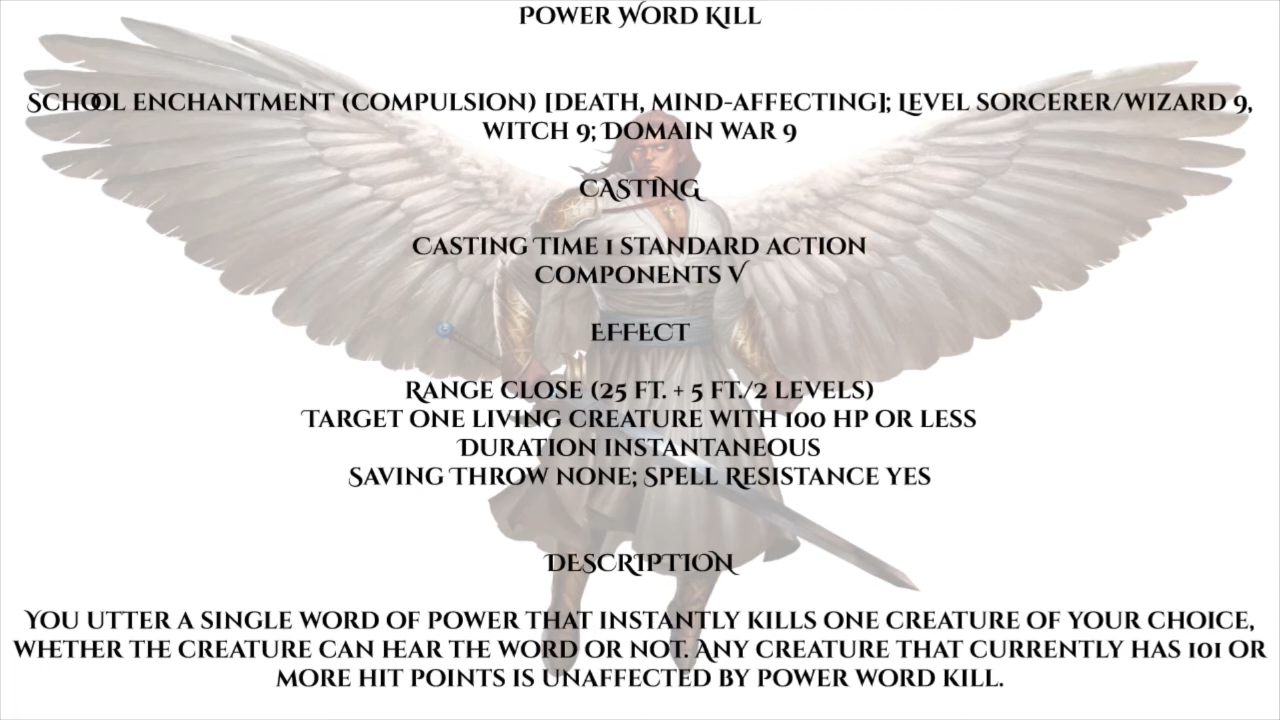 Power Word Kill
School enchantment (compulsion) [death, mind-affecting]; Level sorcerer/wizard 9,
witch 9; Domain war 9
CASTING
Casting Time 1 standard action
Components V
EFFECT
Range close (25 ft. + 5 ft./2 levels)
Target one living creature with 100 hp or less
Duration instantaneous
Saving Throw none; Spell Resistance yes
DESCRIPTION
You utter a single word of power that instantly kills one creature of your choice,
whether the creature can hear the word or not. Any creature that currently has 101 or
more hit points is unaffected by power word kill.